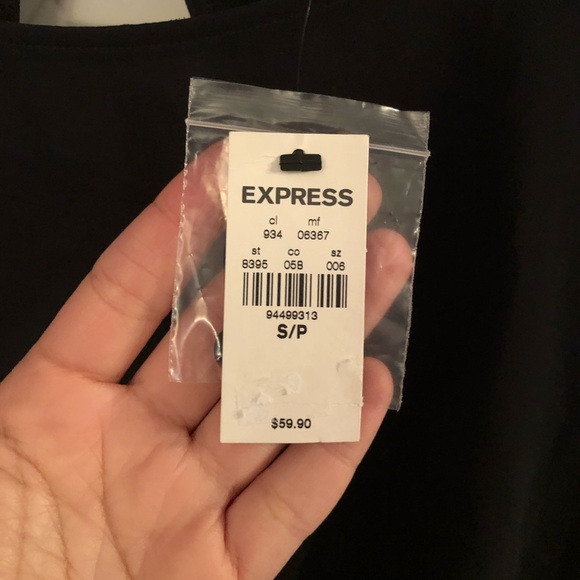 EXPRESS
cl mf
934 06367
st co sz
8395 058 006
94499313
S/P
$59.90